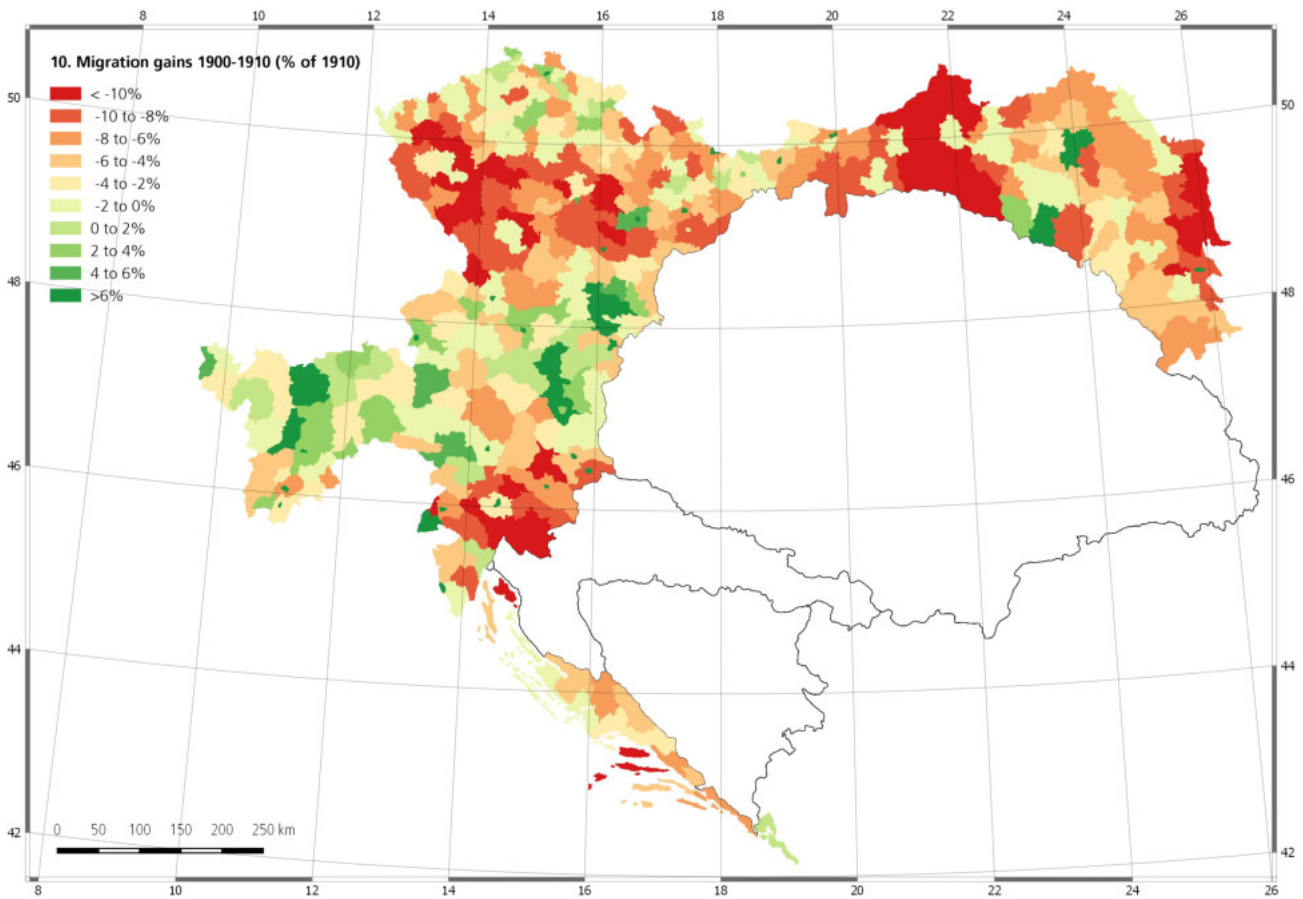 8 10 12 14 16 18 20 22 24 26
10. Migration gains 1900-1910 (% of 1910)
< -10%
-10 to -8%
-8 to -6%
-6 to -4%
-4 to -2%
-2 to 0%
0 to 2%
2 to 4%
4 to 6%
>6%
50 50
48 48
46 46
44 44
0 50 100 150 200 250 km
42 42
8 10 12 14 16 18 20 22 24 26